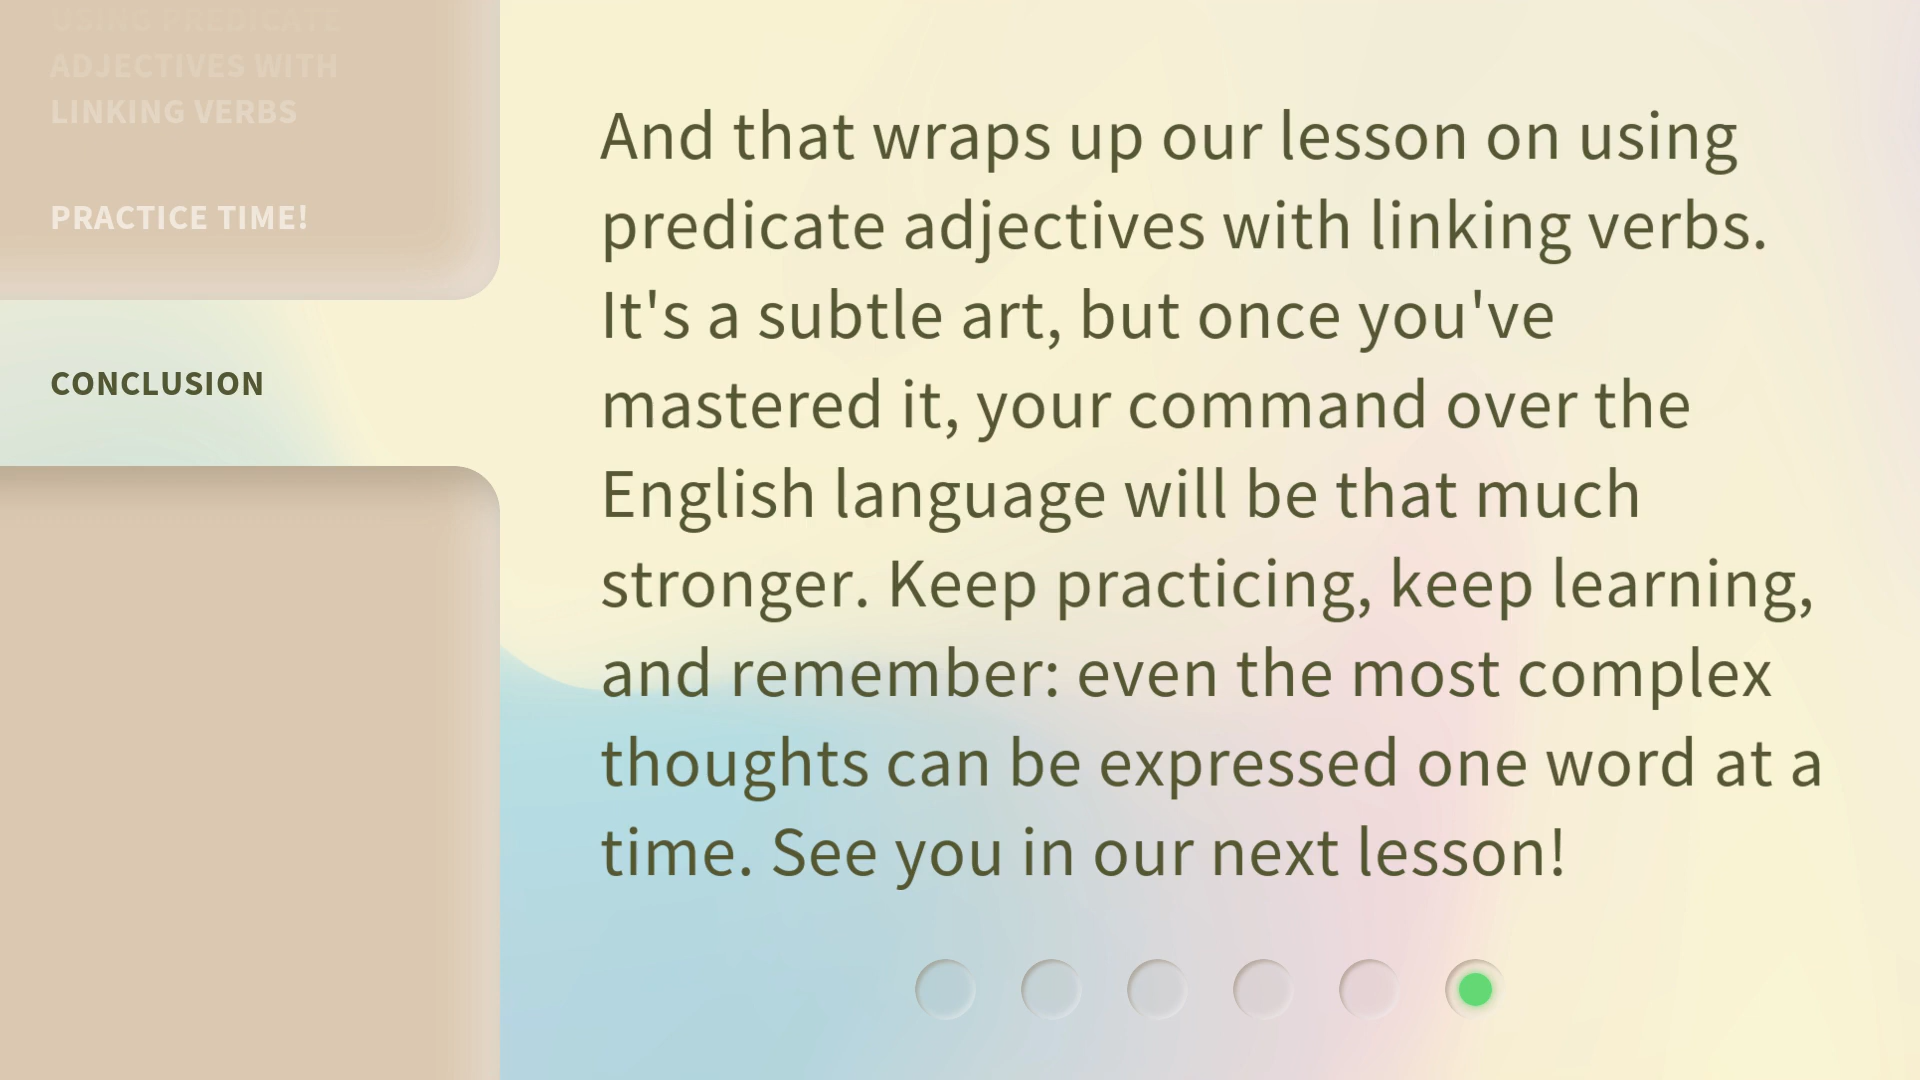 USING PREDICATE
ADJECTIVES WITH
LINKING VERBS
PRACTICE TIME!
CONCLUSION
And that wraps up our lesson on using
predicate adjectives with linking verbs.
It's a subtle art, but once you've
mastered it, your command over the
English language will be that much
stronger. Keep practicing, keep learning,
and remember: even the most complex
thoughts can be expressed one word at a
time. See you in our next lesson!